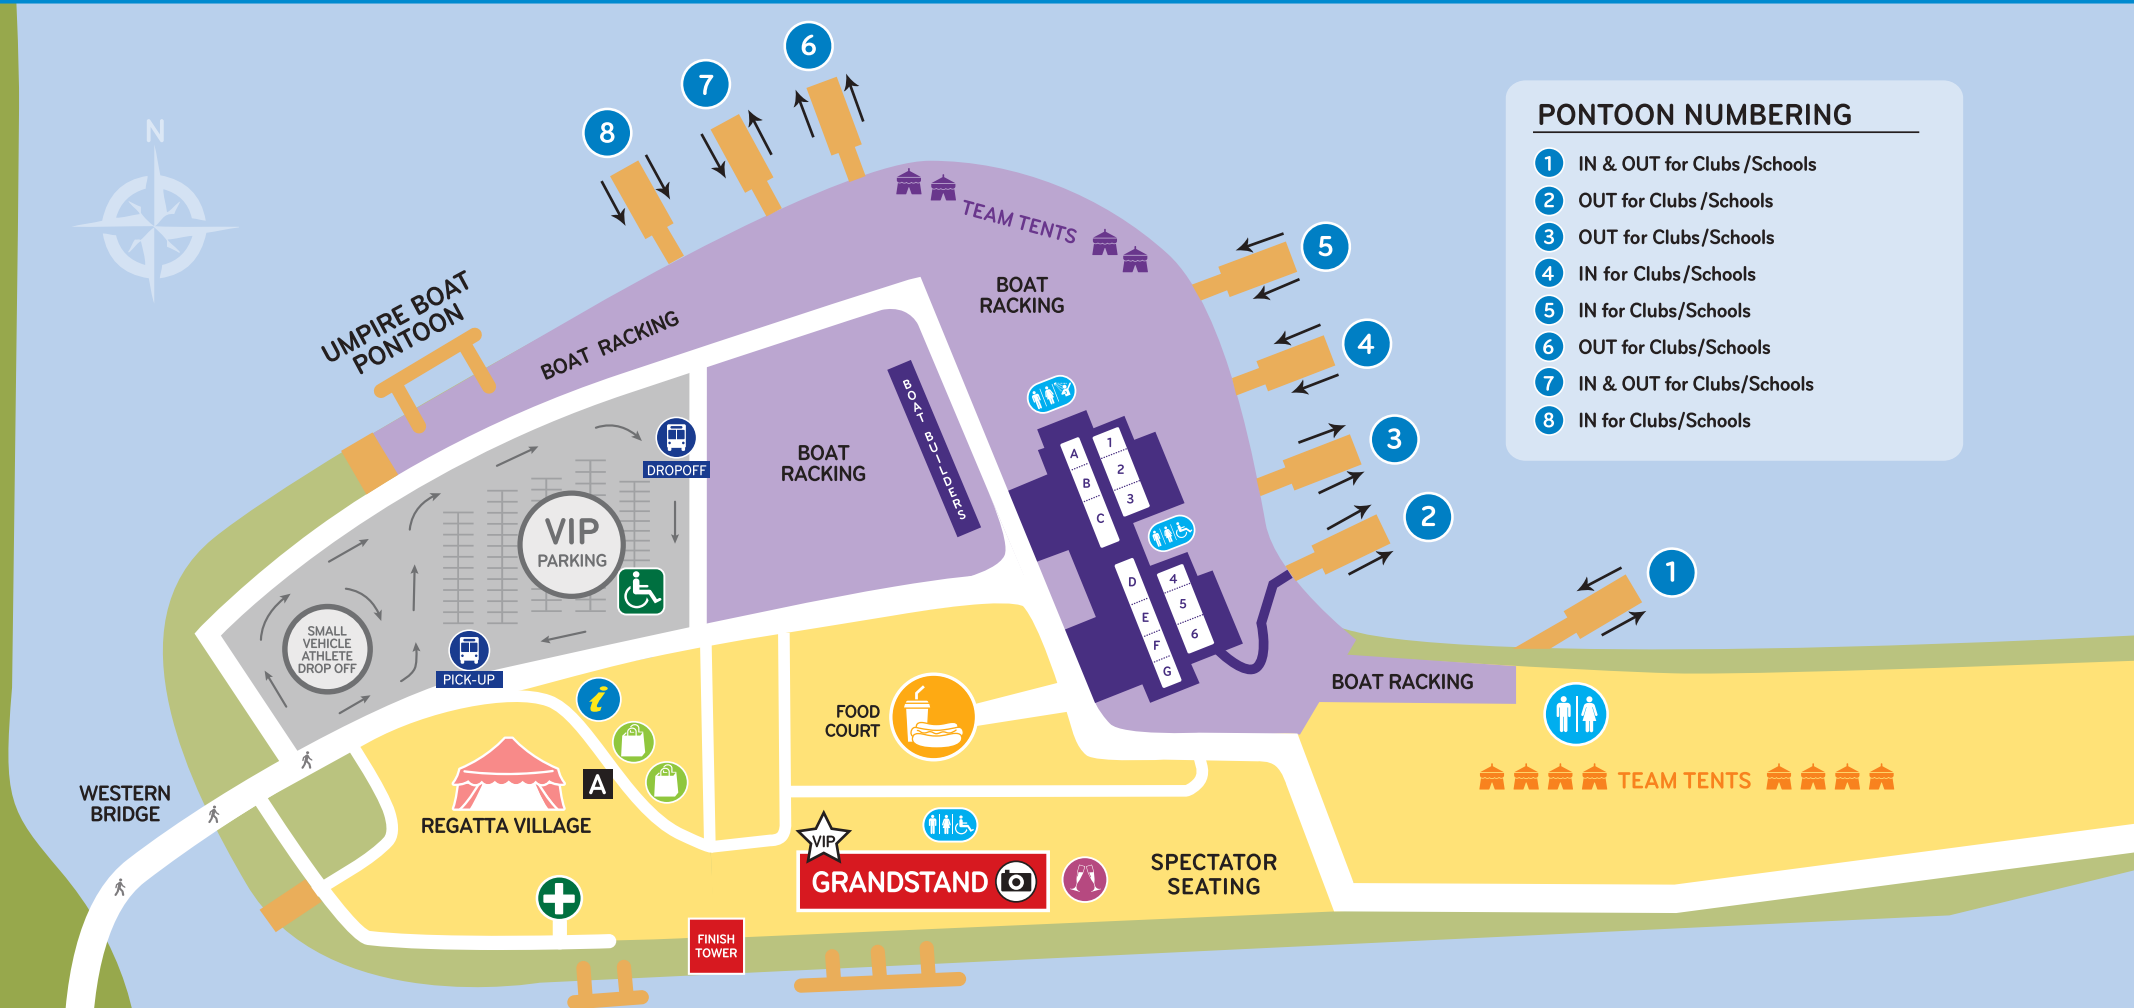 6
7
8
N
PONTOON NUMBERING
1 IN & OUT for Clubs/Schools
2 OUT for Clubs/Schools
3 OUT for Clubs/Schools
4 IN for Clubs/Schools
5 IN for Clubs/Schools
6 OUT for Clubs/Schools
7 IN & OUT for Clubs/Schools
8 IN for Clubs/Schools
TEAM TENTS
5
4
3
2
1
UMPIRE BOAT
PONTOON
BOAT RACKING
BOAT
RACKING
BOAT
RACKING
BOAT BUILDERS
DROPOFF
VIP
PARKING
SMALL
VEHICLE
ATHLETE
DROP OFF
PICK-UP
A
B
C
1
2
3
D
E
F
G
4
5
6
BOAT RACKING
i
FOOD
COURT
A
REGATTA VILLAGE
WESTERN
BRIDGE
TEAM TENTS
VIP
GRANDSTAND
SPECTATOR
SEATING
FINISH
TOWER